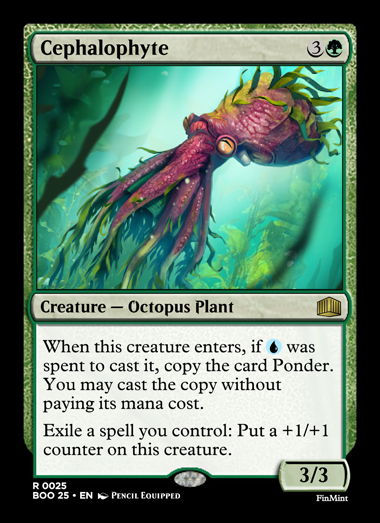 Cephalophyte 3
Creature — Octopus Plant
When this creature enters, if was
spent to cast it, copy the card Ponder.
You may cast the copy without
paying its mana cost.
Exile a spell you control: Put a +1/+1
counter on this creature.
3/3
R 0025
BOO 25 • EN Pencil Equipped
FinMint